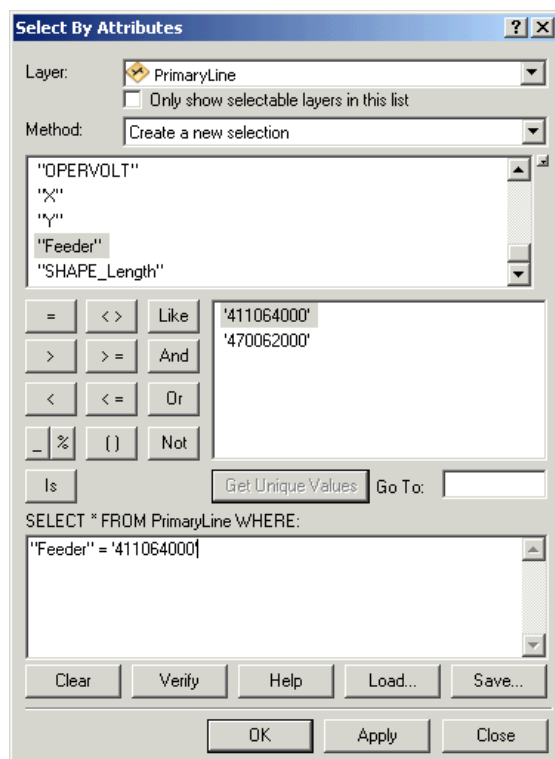 Select By Attributes
Layer: PrimaryLine
Only show selectable layers in this list
Method: Create a new selection
"OPERVOLT"
"X"
"Y"
"Feeder"
"SHAPE_Length"
= < > Like
> > = And
< < = Or
_ % ( ) Not
Is
'411064000'
'470062000'
Get Unique Values Go To:
SELECT * FROM PrimaryLine WHERE:
"Feeder" = '411064000'
Clear Verify Help Load... Save...
OK Apply Close